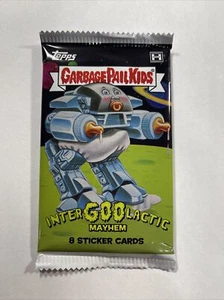 Topps
GARBAGE PAIL KIDS
INTERGOOLACTIC
MAYHEM
8 STICKER CARDS